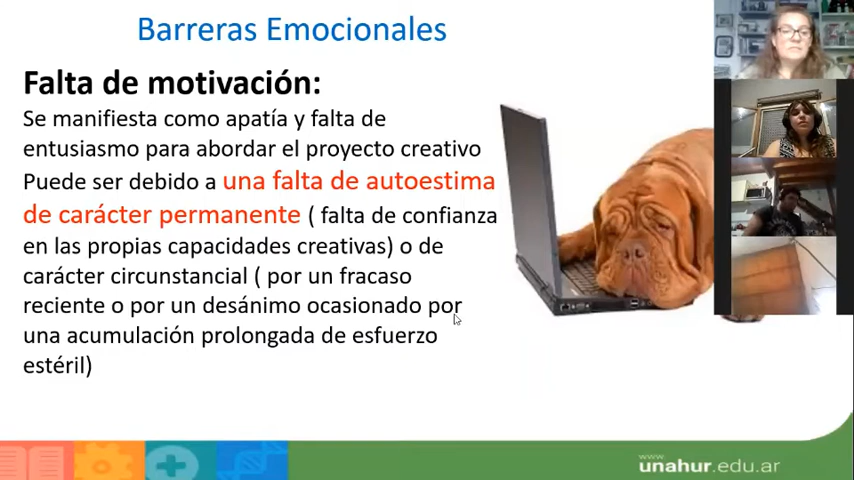 Barreras Emocionales
Falta de motivación:
Se manifiesta como apatía y falta de
entusiasmo para abordar el proyecto creativo
Puede ser debido a una falta de autoestima
de carácter permanente ( falta de confianza
en las propias capacidades creativas) o de
carácter circunstancial ( por un fracaso
reciente o por un desánimo ocasionado por
una acumulación prolongada de esfuerzo
estéril)
www.
unahur.edu.ar